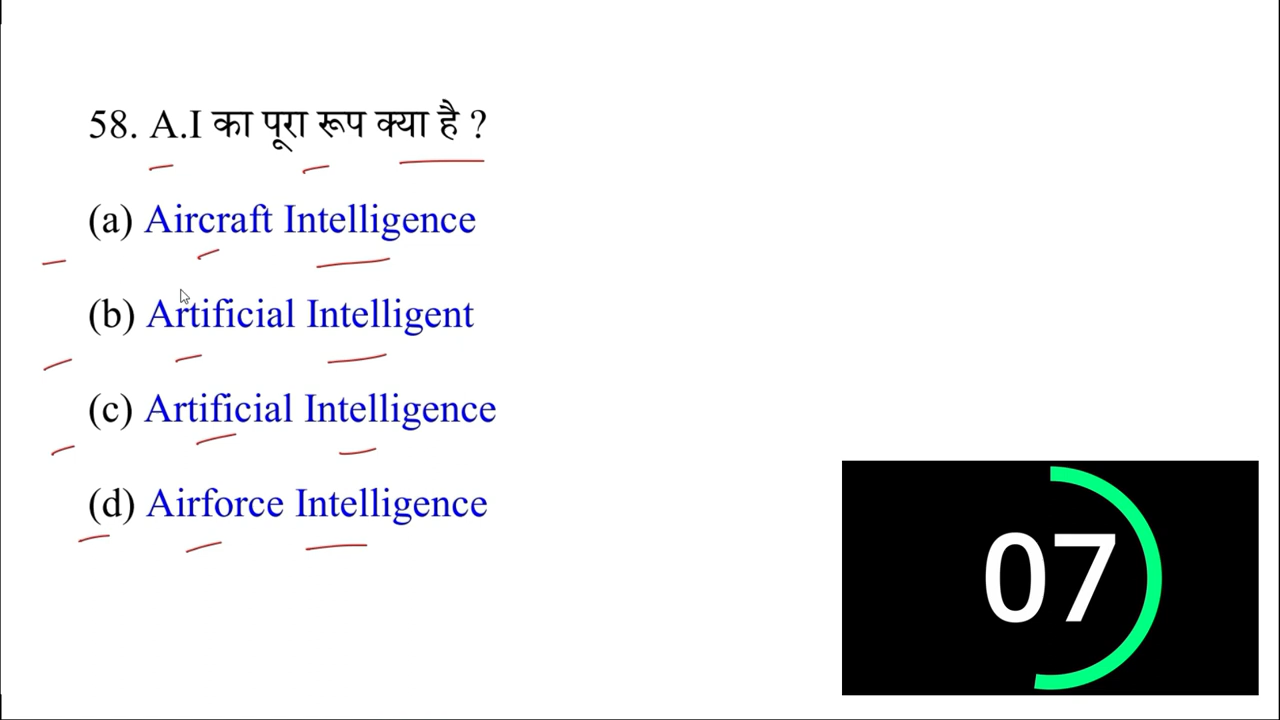 58. A.I का पूरा रूप क्या है ?
(a) Aircraft Intelligence
(b) Artificial Intelligent
(c) Artificial Intelligence
(d) Airforce Intelligence
07